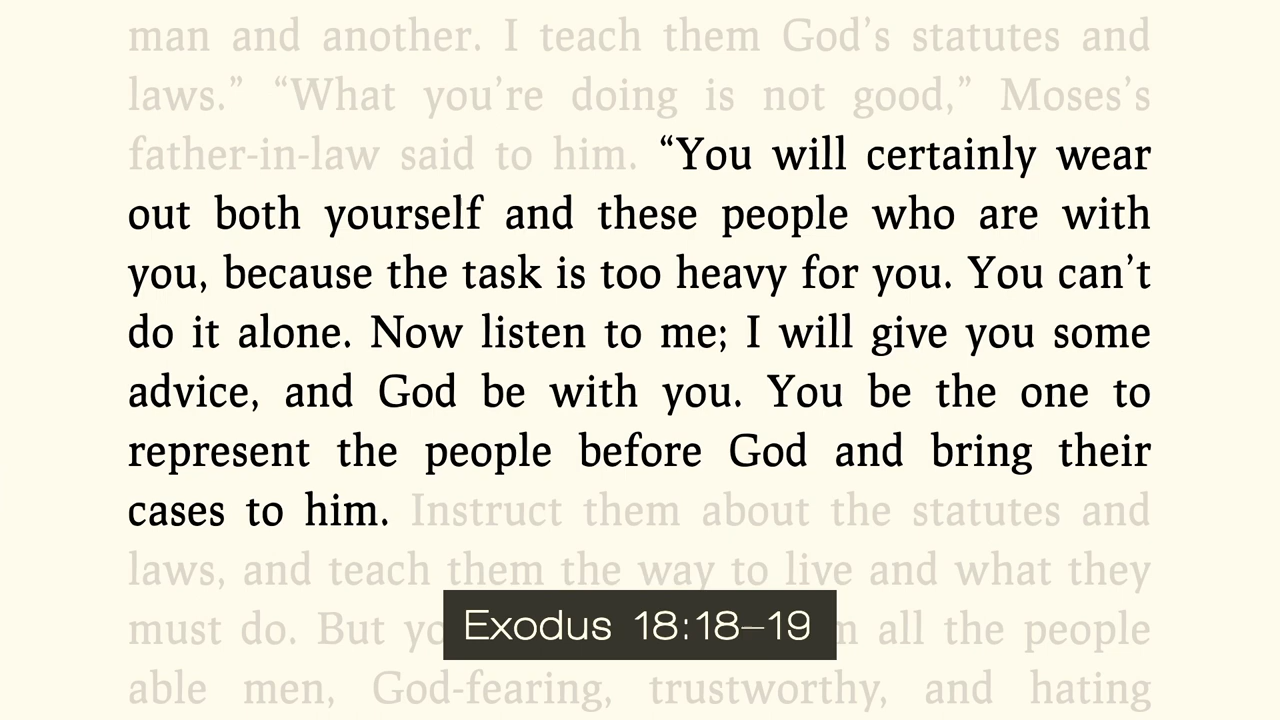 man and another. I teach them God’s statutes and
laws.” “What you’re doing is not good,” Moses’s
father-in-law said to him. “You will certainly wear
out both yourself and these people who are with
you, because the task is too heavy for you. You can’t
do it alone. Now listen to me; I will give you some
advice, and God be with you. You be the one to
represent the people before God and bring their
cases to him. Instruct them about the statutes and
laws, and teach them the way to live and what they
must do. But all the people
Exodus 18:18–19
able men, God-fearing, trustworthy, and hating